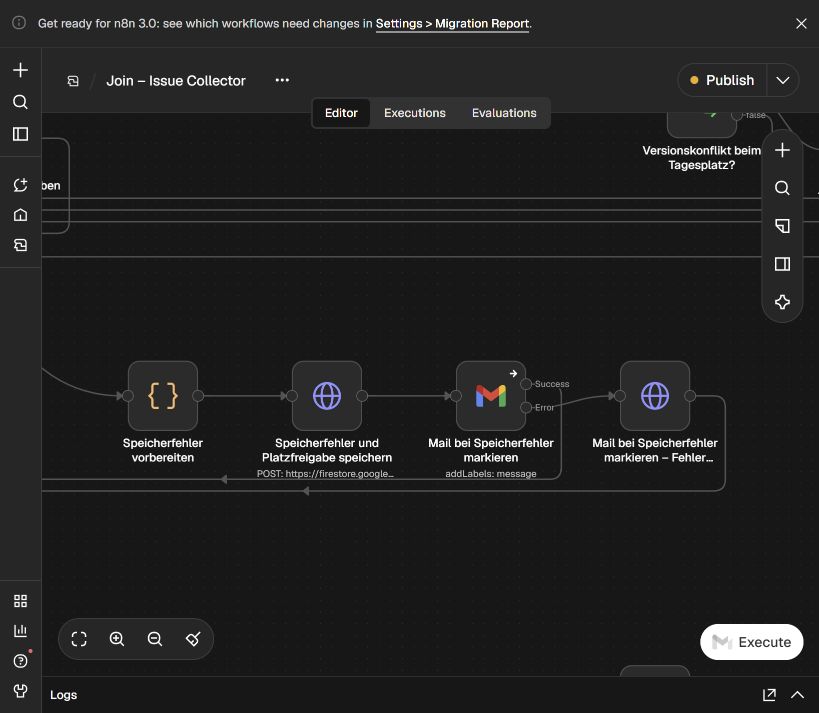 Get ready for n8n 3.0: see which workflows need changes in Settings > Migration Report.
Join – Issue Collector
Publish
Editor
Executions
Evaluations
false
Versionskonflikt beim
Tagesplatz?
ben
Success
Error
Speicherfehler
vorbereiten
Speicherfehler und
Platzfreigabe speichern
POST: https://firestore.google...
Mail bei Speicherfehler
markieren
addLabels: message
Mail bei Speicherfehler
markieren – Fehler...
Execute
Logs